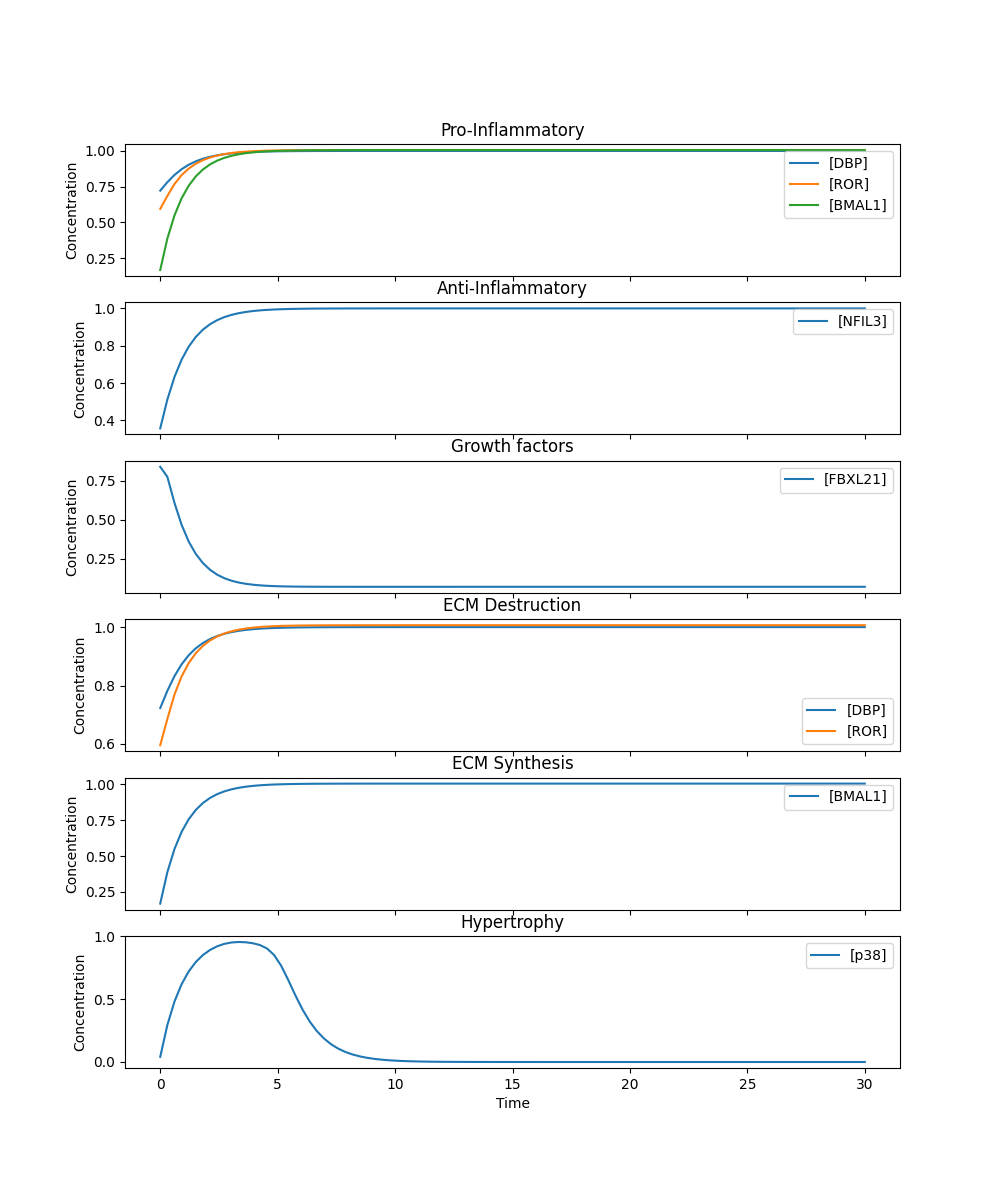 Pro-Inflammatory
Concentration
1.00
0.75
0.50
0.25
[DBP]
[ROR]
[BMAL1]
Anti-Inflammatory
Concentration
1.0
0.8
0.6
0.4
[NFIL3]
Growth factors
Concentration
0.75
0.50
0.25
[FBXL21]
ECM Destruction
Concentration
1.0
0.8
0.6
[DBP]
[ROR]
ECM Synthesis
Concentration
1.00
0.75
0.50
0.25
[BMAL1]
Hypertrophy
Concentration
1.0
0.5
0.0
[p38]
0 5 10 15 20 25 30
Time